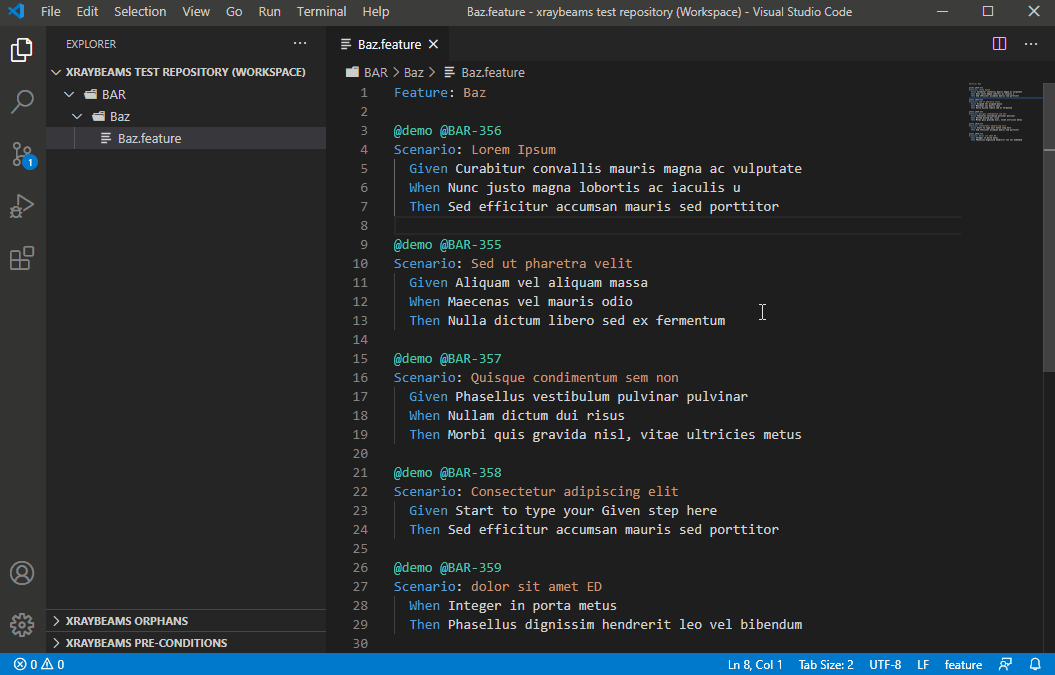 File Edit Selection View Go Run Terminal Help Baz.feature - xraybeams test repository (Workspace) - Visual Studio Code
EXPLORER
XRAYBEAMS TEST REPOSITORY (WORKSPACE)
BAR
Baz
Baz.feature
1
XRAYBEAMS ORPHANS
XRAYBEAMS PRE-CONDITIONS
Baz.feature
BAR > Baz > Baz.feature
1 Feature: Baz
2
3 @demo @BAR-356
4 Scenario: Lorem Ipsum
5 Given Curabitur convallis mauris magna ac vulputate
6 When Nunc justo magna lobortis ac iaculis u
7 Then Sed efficitur accumsan mauris sed porttitor
8
9 @demo @BAR-355
10 Scenario: Sed ut pharetra velit
11 Given Aliquam vel aliquam massa
12 When Maecenas vel mauris odio
13 Then Nulla dictum libero sed ex fermentum
14
15 @demo @BAR-357
16 Scenario: Quisque condimentum sem non
17 Given Phasellus vestibulum pulvinar pulvinar
18 When Nullam dictum dui risus
19 Then Morbi quis gravida nisl, vitae ultricies metus
20
21 @demo @BAR-358
22 Scenario: Consectetur adipiscing elit
23 Given Start to type your Given step here
24 Then Sed efficitur accumsan mauris sed porttitor
25
26 @demo @BAR-359
27 Scenario: dolor sit amet ED
28 When Integer in porta metus
29 Then Phasellus dignissim hendrerit leo vel bibendum
30
0 0 Ln 8, Col 1 Tab Size: 2 UTF-8 LF feature